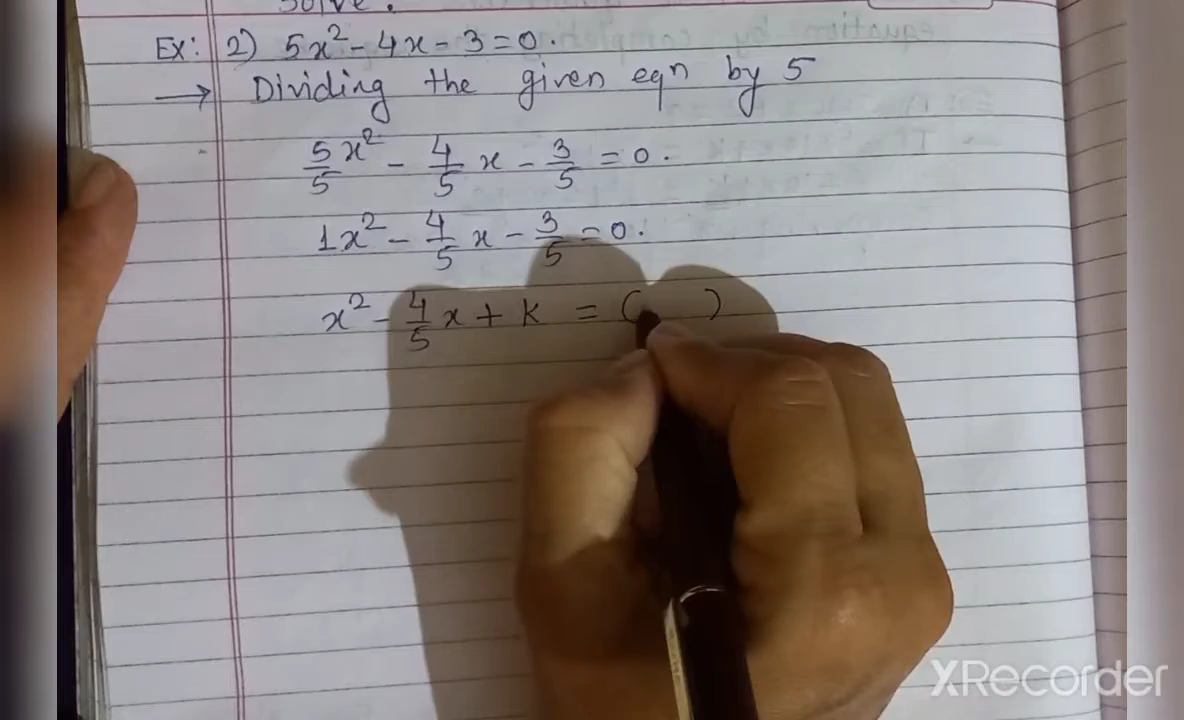 solve.
Ex: 2) 5x² - 4x - 3 = 0.
→ Dividing the given eqn by 5
5/5 x² - 4/5 x - 3/5 = 0.
1x² - 4/5 x - 3/5 = 0.
x² - 4/5 x + k = ( )
XRecorder